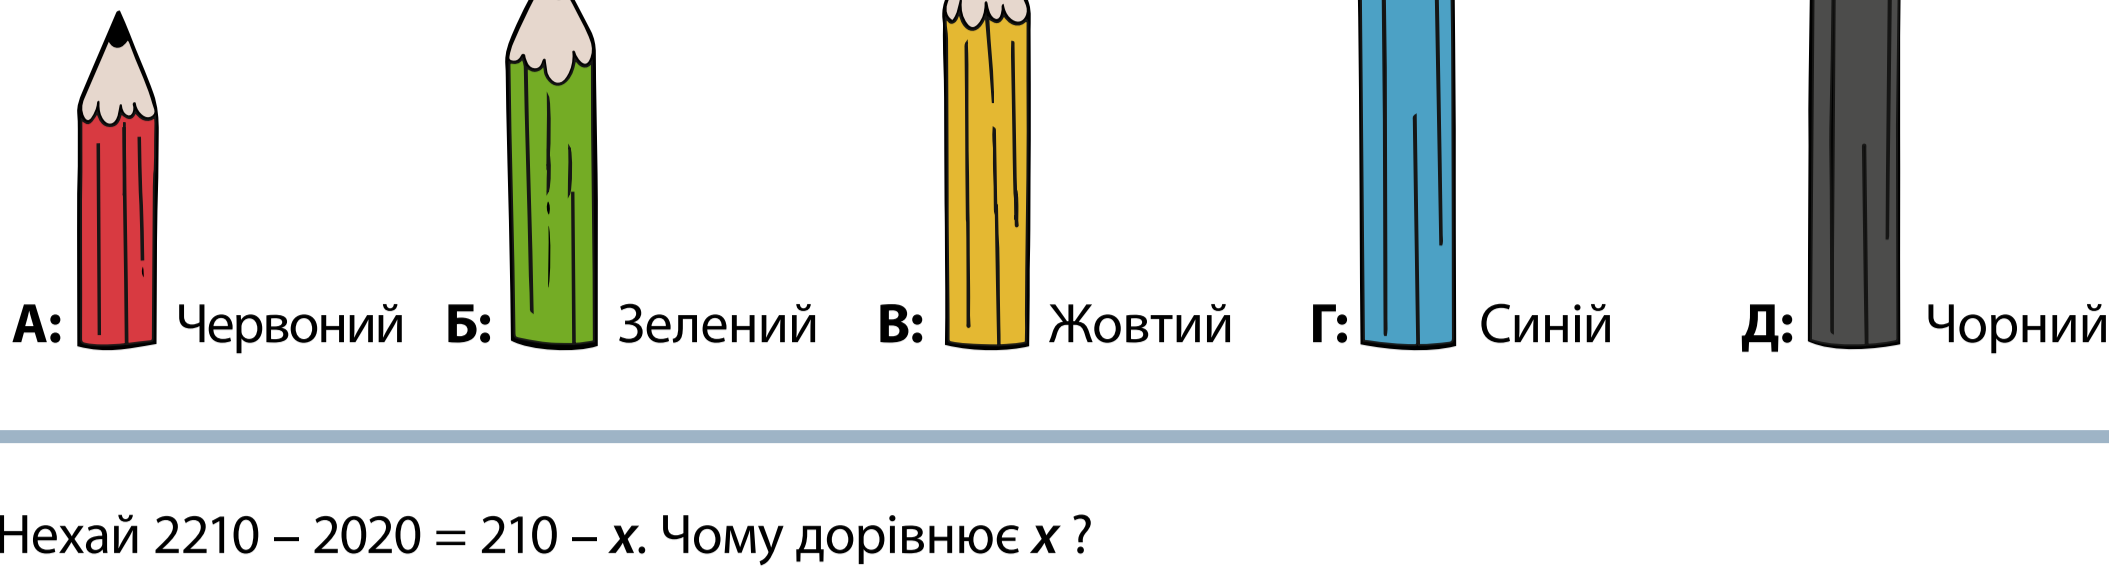 А: Червоний Б: Зелений В: Жовтий Г: Синій Д: Чорний
Нехай 2210 – 2020 = 210 – x. Чому дорівнює x ?